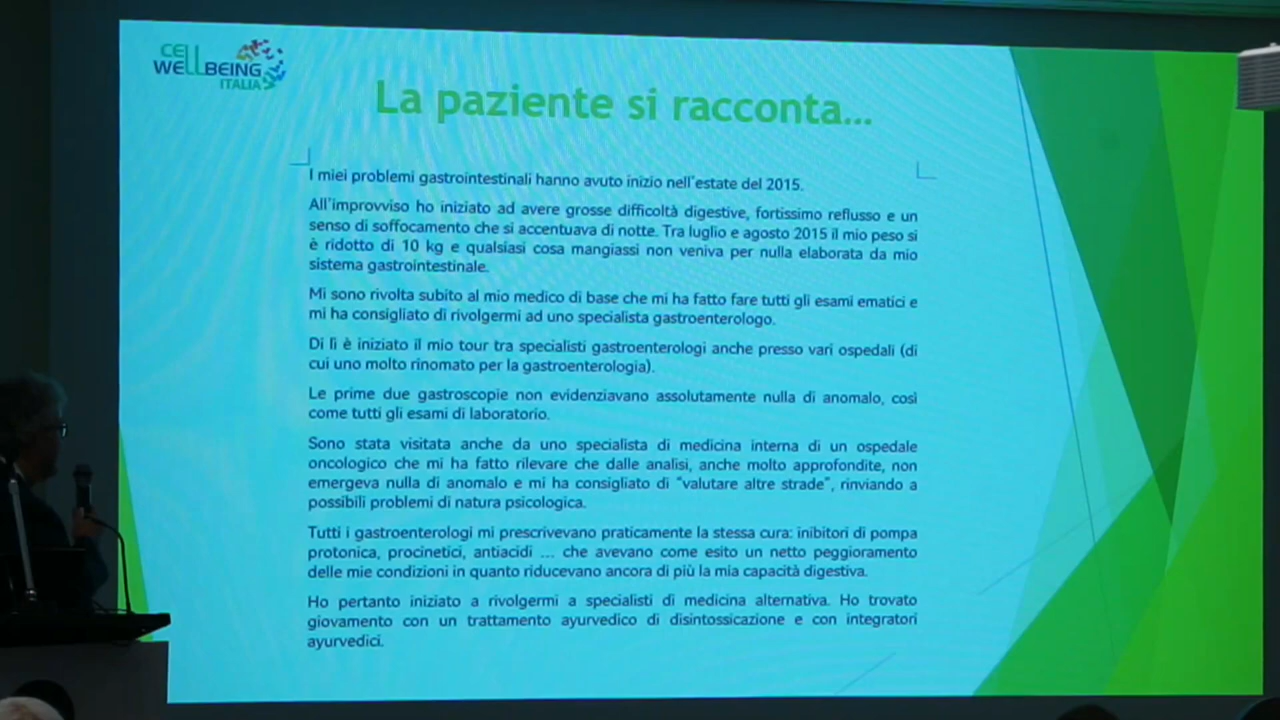 CELL
WELLBEING
ITALIA
La paziente si racconta...
I miei problemi gastrointestinali hanno avuto inizio nell'estate del 2015.
All'improvviso ho iniziato ad avere grosse difficoltà digestive, fortissimo reflusso e un
senso di soffocamento che si accentuava di notte. Tra luglio e agosto 2015 il mio peso si
è ridotto di 10 kg e qualsiasi cosa mangiassi non veniva per nulla elaborata da mio
sistema gastrointestinale.
Mi sono rivolta subito al mio medico di base che mi ha fatto fare tutti gli esami ematici e
mi ha consigliato di rivolgermi ad uno specialista gastroenterologo.
Di lì è iniziato il mio tour tra specialisti gastroenterologi anche presso vari ospedali (di
cui uno molto rinomato per la gastroenterologia).
Le prime due gastroscopie non evidenziavano assolutamente nulla di anomalo, così
come tutti gli esami di laboratorio.
Sono stata visitata anche da uno specialista di medicina interna di un ospedale
oncologico che mi ha fatto rilevare che dalle analisi, anche molto approfondite, non
emergeva nulla di anomalo e mi ha consigliato di "valutare altre strade", rinviando a
possibili problemi di natura psicologica.
Tutti i gastroenterologi mi prescrivevano praticamente la stessa cura: inibitori di pompa
protonica, procinetici, antiacidi ... che avevano come esito un netto peggioramento
delle mie condizioni in quanto riducevano ancora di più la mia capacità digestiva.
Ho pertanto iniziato a rivolgermi a specialisti di medicina alternativa. Ho trovato
giovamento con un trattamento ayurvedico di disintossicazione e con integratori
ayurvedici.